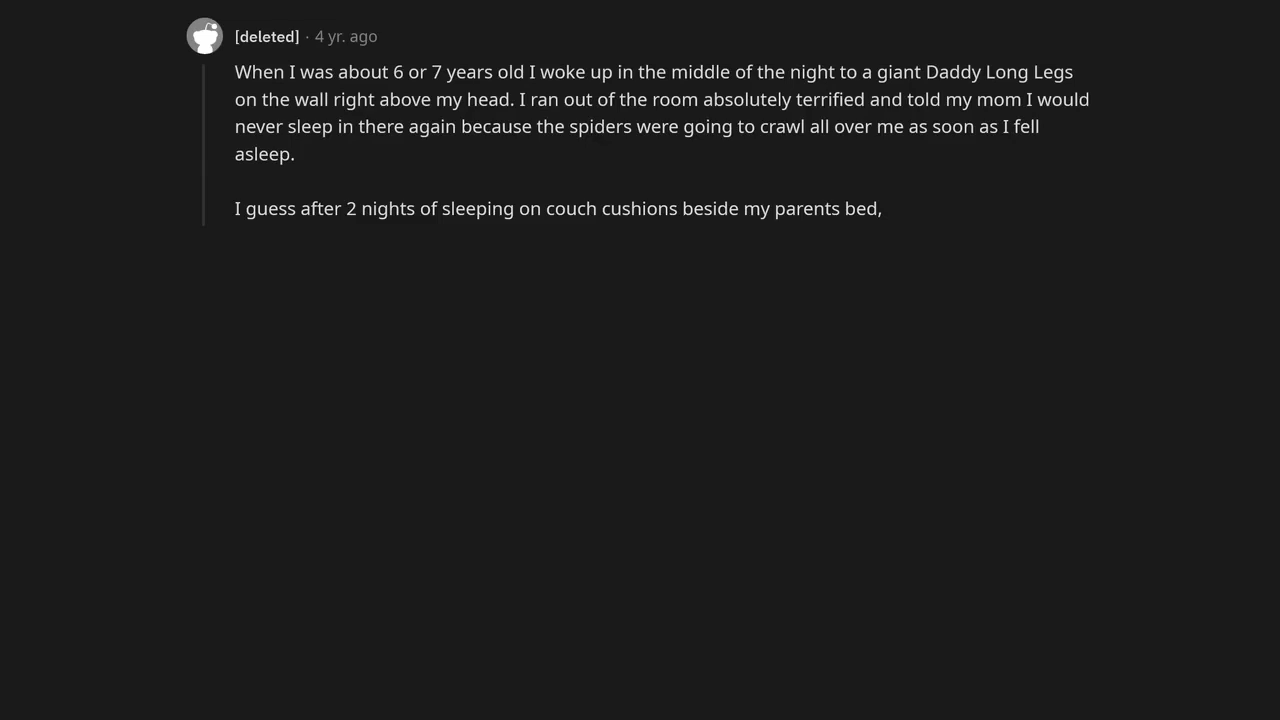 [deleted] · 4 yr. ago
When I was about 6 or 7 years old I woke up in the middle of the night to a giant Daddy Long Legs
on the wall right above my head. I ran out of the room absolutely terrified and told my mom I would
never sleep in there again because the spiders were going to crawl all over me as soon as I fell
asleep.
I guess after 2 nights of sleeping on couch cushions beside my parents bed,